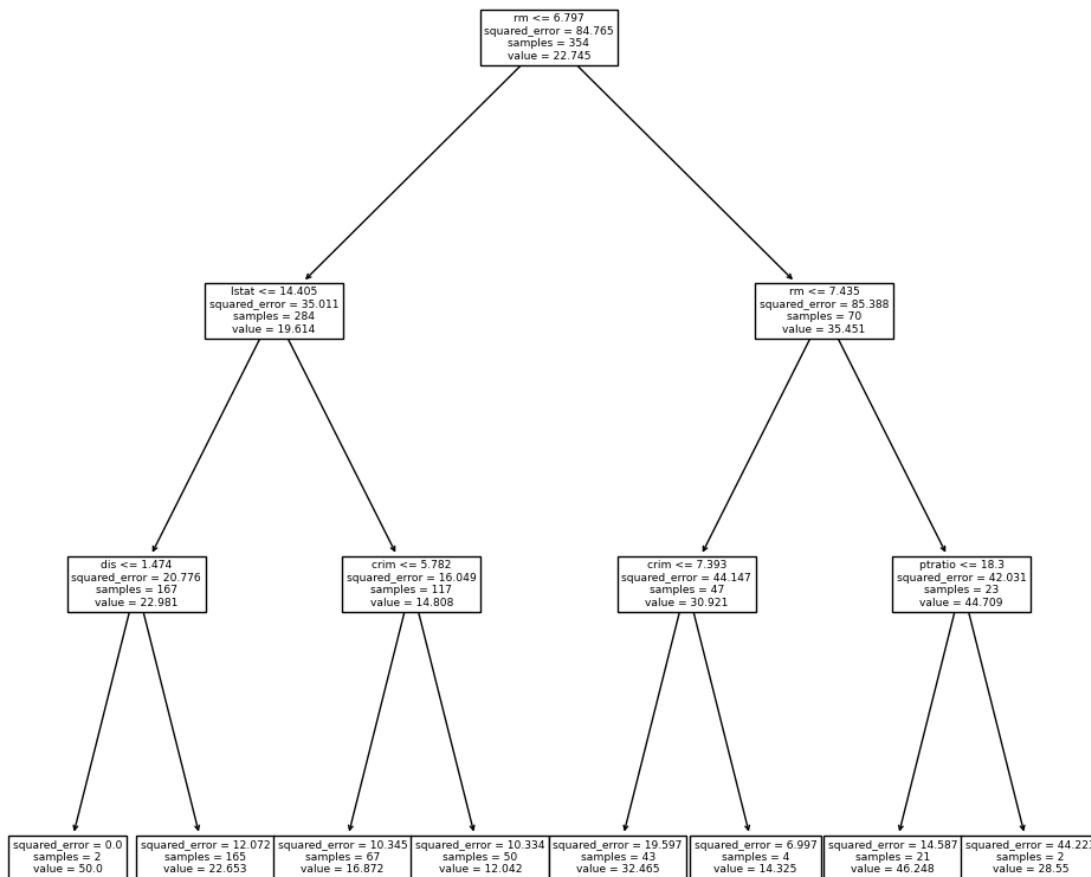 rm <= 6.797
squared_error = 84.765
samples = 354
value = 22.745
lstat <= 14.405
squared_error = 35.011
samples = 284
value = 19.614
rm <= 7.435
squared_error = 85.388
samples = 70
value = 35.451
dis <= 1.474
squared_error = 20.776
samples = 167
value = 22.981
crim <= 5.782
squared_error = 16.049
samples = 117
value = 14.808
crim <= 7.393
squared_error = 44.147
samples = 47
value = 30.921
ptratio <= 18.3
squared_error = 42.031
samples = 23
value = 44.709
squared_error = 0.0
samples = 2
value = 50.0
squared_error = 12.072
samples = 165
value = 22.653
squared_error = 10.345
samples = 67
value = 16.872
squared_error = 10.334
samples = 50
value = 12.042
squared_error = 19.597
samples = 43
value = 32.465
squared_error = 6.997
samples = 4
value = 14.325
squared_error = 14.587
samples = 21
value = 46.248
squared_error =
samples = 2
value = 28.55